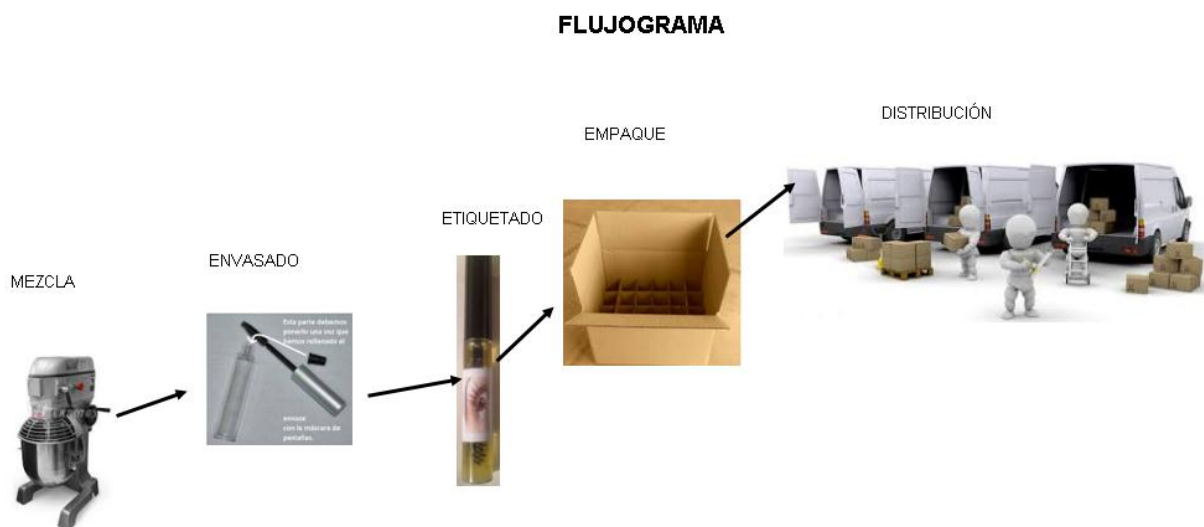 FLUJOGRAMA
DISTRIBUCIÓN
EMPAQUE
ETIQUETADO
ENVASADO
MEZCLA
Esta parte debemos
ponerlo una vez que
hemos rellenado el
envase
con la máscara de
pestañas.